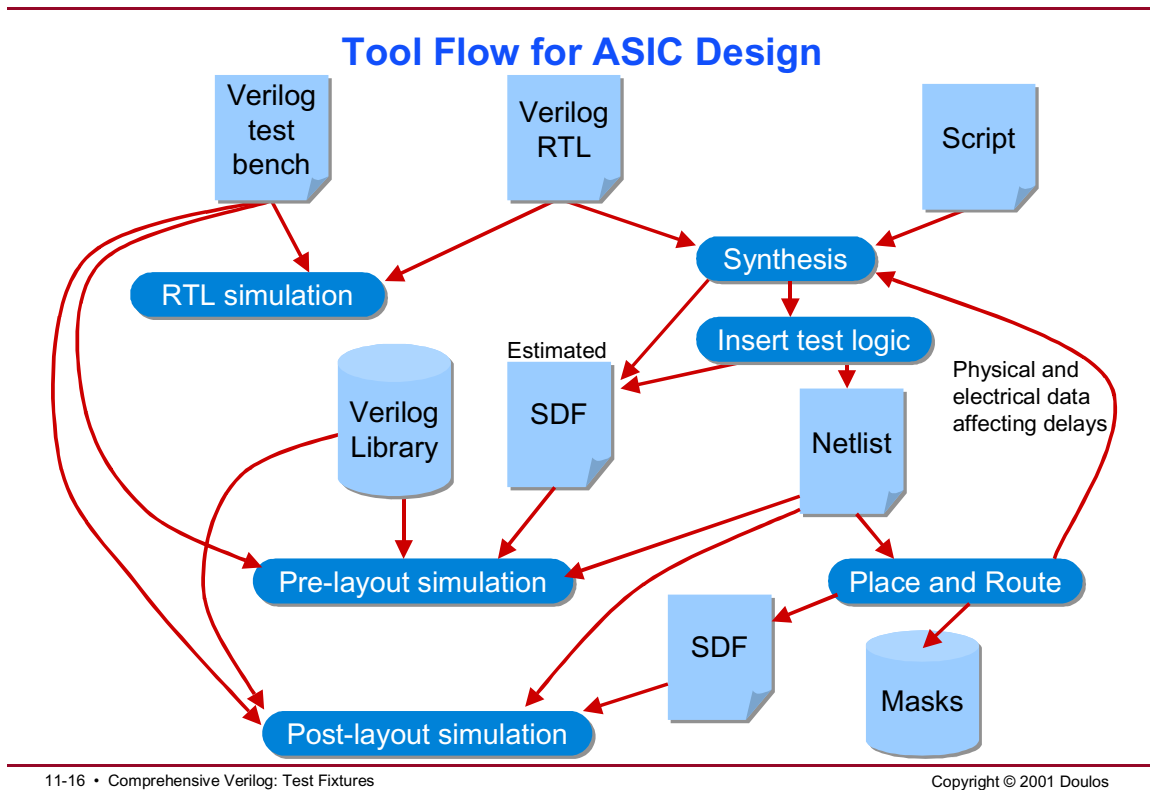 Tool Flow for ASIC Design
Verilog
test
bench
Verilog
RTL
Script
Synthesis
RTL simulation
Insert test logic
Estimated
SDF
Verilog
Library
Netlist
Physical and
electrical data
affecting delays
Pre-layout simulation
Place and Route
SDF
Masks
Post-layout simulation
11-16 • Comprehensive Verilog: Test Fixtures
Copyright © 2001 Doulos